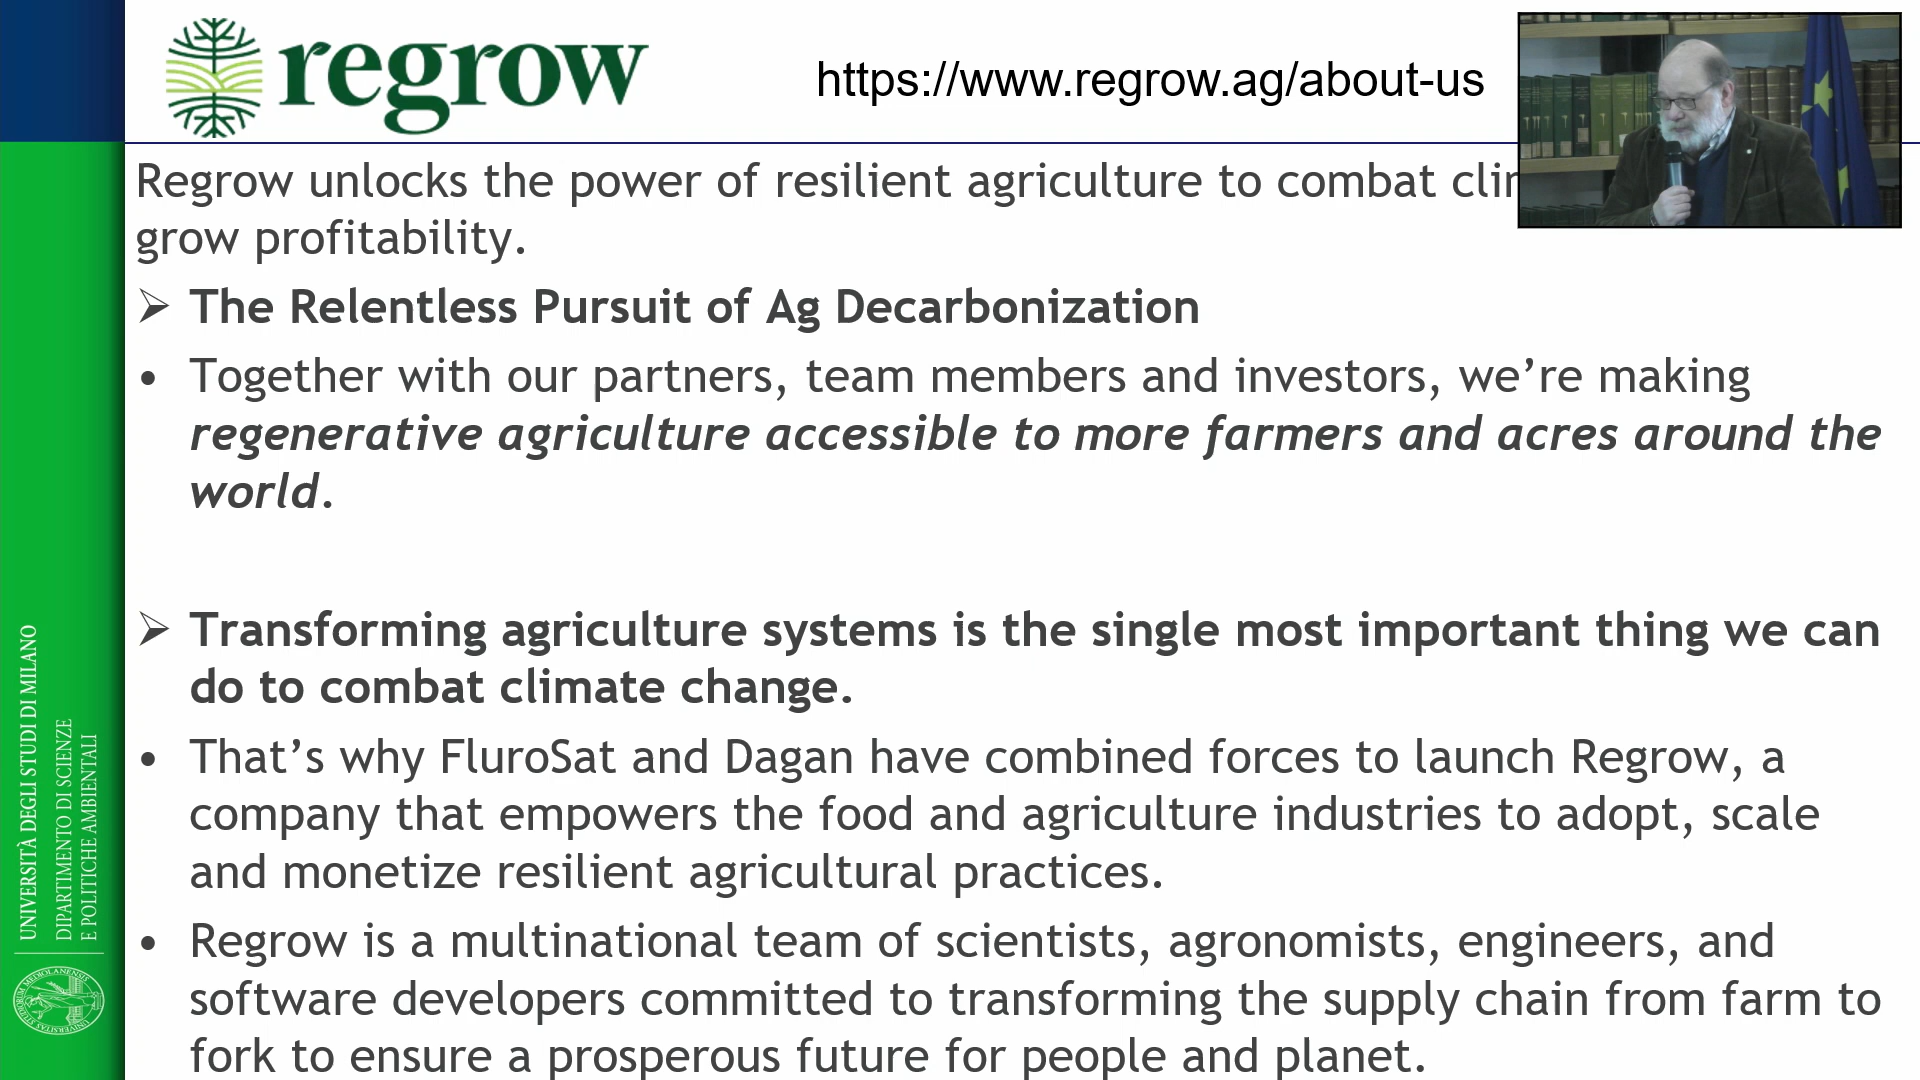 regrow
https://www.regrow.ag/about-us
Regrow unlocks the power of resilient agriculture to combat
grow profitability.
➢ The Relentless Pursuit of Ag Decarbonization
• Together with our partners, team members and investors, we’re making
regenerative agriculture accessible to more farmers and acres around the
world.
➢ Transforming agriculture systems is the single most important thing we can
do to combat climate change.
• That’s why FluroSat and Dagan have combined forces to launch Regrow, a
company that empowers the food and agriculture industries to adopt, scale
and monetize resilient agricultural practices.
• Regrow is a multinational team of scientists, agronomists, engineers, and
software developers committed to transforming the supply chain from farm to
fork to ensure a prosperous future for people and planet.
UNIVERSITÀ DEGLI STUDI DI MILANO
DIPARTIMENTO DI SCIENZE
E POLITICHE AMBIENTALI